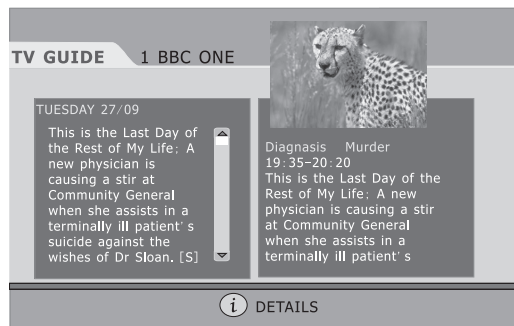 TV GUIDE 1 BBC ONE
TUESDAY 27/09
This is the Last Day of
the Rest of My Life; A
new physician is
causing a stir at
Community General
when she assists in a
terminally ill patient's
suicide against the
wishes of Dr Sloan. [S]
Diagnasis Murder
19:35-20:20
This is the Last Day of the
Rest of My Life; A new
physician is causing a stir
at Community General
when she assists in a
terminally ill patient's
i DETAILS